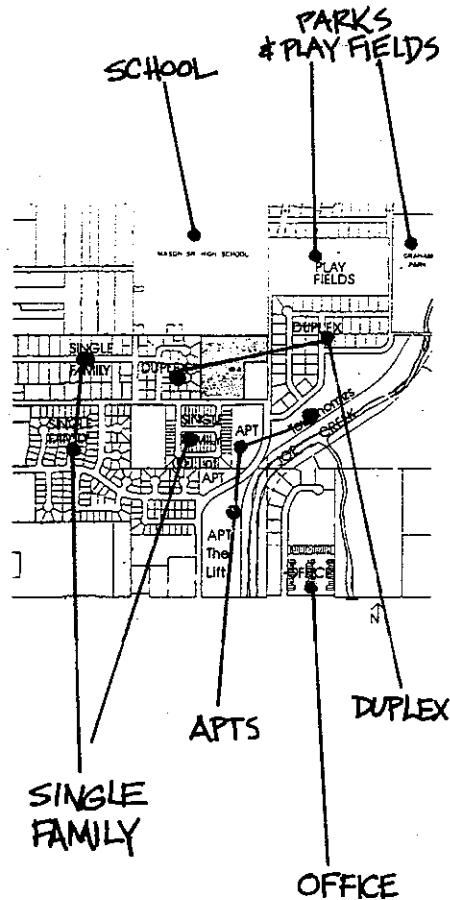 PARKS
& PLAY FIELDS
SCHOOL
MASON SR HIGH SCHOOL
GRAHAM
PARK
PLAY
FIELDS
DUPLEX
SINGLE
FAMILY
DUPLEX
SINGLE
FAMILY
SINGLE
FAMILY
APT
Townhomes
CREEK
APT
APT
The
Lift
OFFICE
N
APTS
DUPLEX
SINGLE
FAMILY
OFFICE